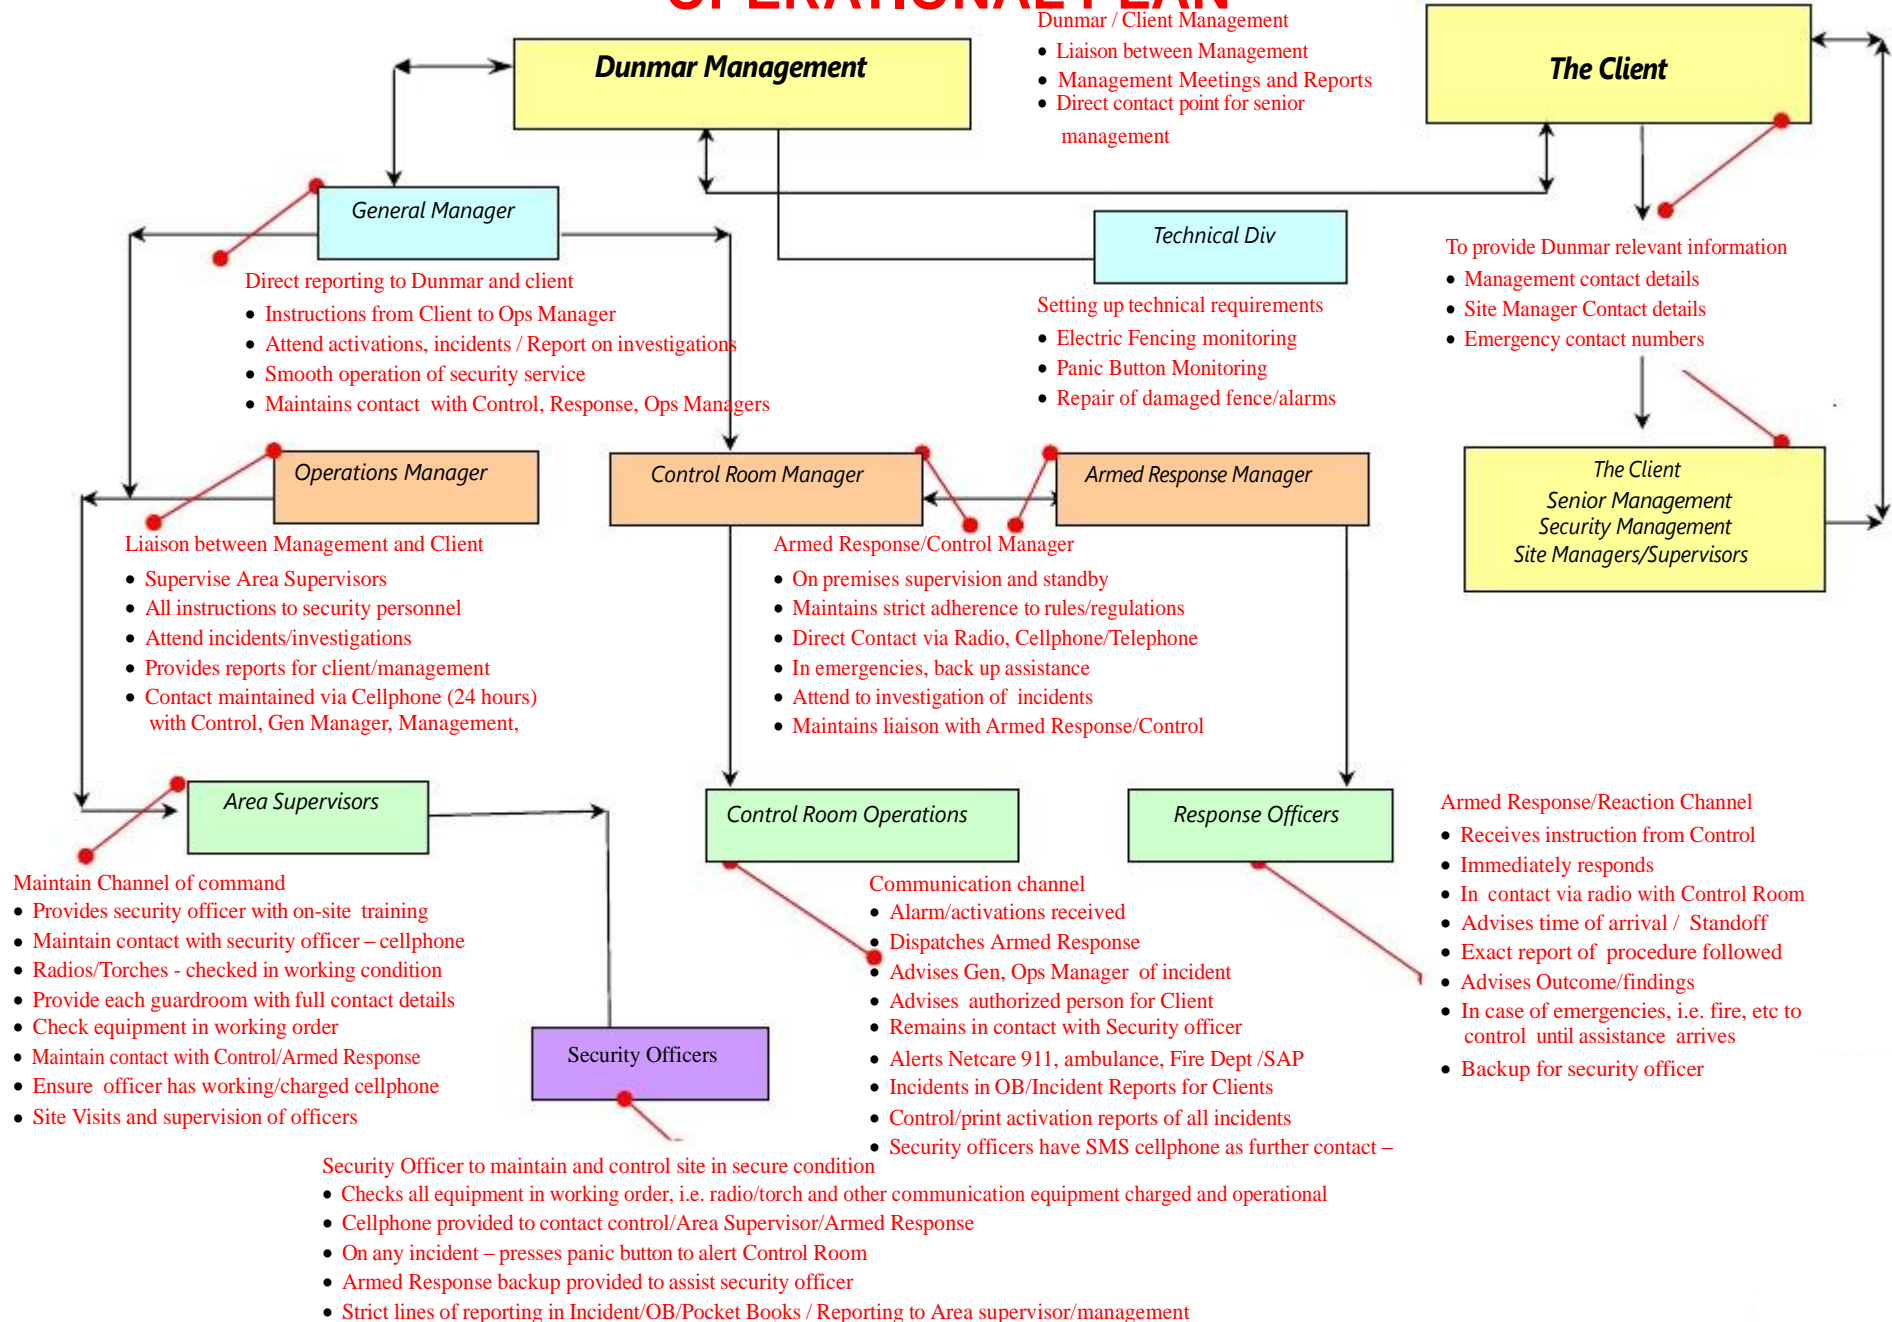 OPERATIONAL PLAN
Dunmar Management
Dunmar / Client Management
• Liaison between Management
• Management Meetings and Reports
• Direct contact point for senior
management
The Client
General Manager
Technical Div
Direct reporting to Dunmar and client
• Instructions from Client to Ops Manager
• Attend activations, incidents / Report on investigations
• Smooth operation of security service
• Maintains contact with Control, Response, Ops Managers
Setting up technical requirements
• Electric Fencing monitoring
• Panic Button Monitoring
• Repair of damaged fence/alarms
To provide Dunmar relevant information
• Management contact details
• Site Manager Contact details
• Emergency contact numbers
Operations Manager
Control Room Manager
Armed Response Manager
The Client
Senior Management
Security Management
Site Managers/Supervisors
Liaison between Management and Client
• Supervise Area Supervisors
• All instructions to security personnel
• Attend incidents/investigations
• Provides reports for client/management
• Contact maintained via Cellphone (24 hours)
with Control, Gen Manager, Management,
Armed Response/Control Manager
• On premises supervision and standby
• Maintains strict adherence to rules/regulations
• Direct Contact via Radio, Cellphone/Telephone
• In emergencies, back up assistance
• Attend to investigation of incidents
• Maintains liaison with Armed Response/Control
Area Supervisors
Control Room Operations
Response Officers
Maintain Channel of command
• Provides security officer with on-site training
• Maintain contact with security officer – cellphone
• Radios/Torches - checked in working condition
• Provide each guardroom with full contact details
• Check equipment in working order
• Maintain contact with Control/Armed Response
• Ensure officer has working/charged cellphone
• Site Visits and supervision of officers
Security Officers
Communication channel
• Alarm/activations received
• Dispatches Armed Response
• Advises Gen, Ops Manager of incident
• Advises authorized person for Client
• Remains in contact with Security officer
• Alerts Netcare 911, ambulance, Fire Dept /SAP
• Incidents in OB/Incident Reports for Clients
• Control/print activation reports of all incidents
• Security officers have SMS cellphone as further contact –
Armed Response/Reaction Channel
• Receives instruction from Control
• Immediately responds
• In contact via radio with Control Room
• Advises time of arrival / Standoff
• Exact report of procedure followed
• Advises Outcome/findings
• In case of emergencies, i.e. fire, etc to
control until assistance arrives
• Backup for security officer
Security Officer to maintain and control site in secure condition
• Checks all equipment in working order, i.e. radio/torch and other communication equipment charged and operational
• Cellphone provided to contact control/Area Supervisor/Armed Response
• On any incident – presses panic button to alert Control Room
• Armed Response backup provided to assist security officer
• Strict lines of reporting in Incident/OB/Pocket Books / Reporting to Area supervisor/management